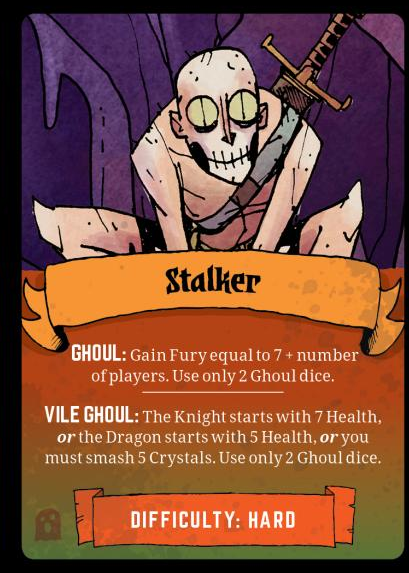 Stalker
GHOUL: Gain Fury equal to 7 + number
of players. Use only 2 Ghoul dice.
VILE GHOUL: The Knight starts with 7 Health,
or the Dragon starts with 5 Health, or you
must smash 5 Crystals. Use only 2 Ghoul dice.
DIFFICULTY: HARD